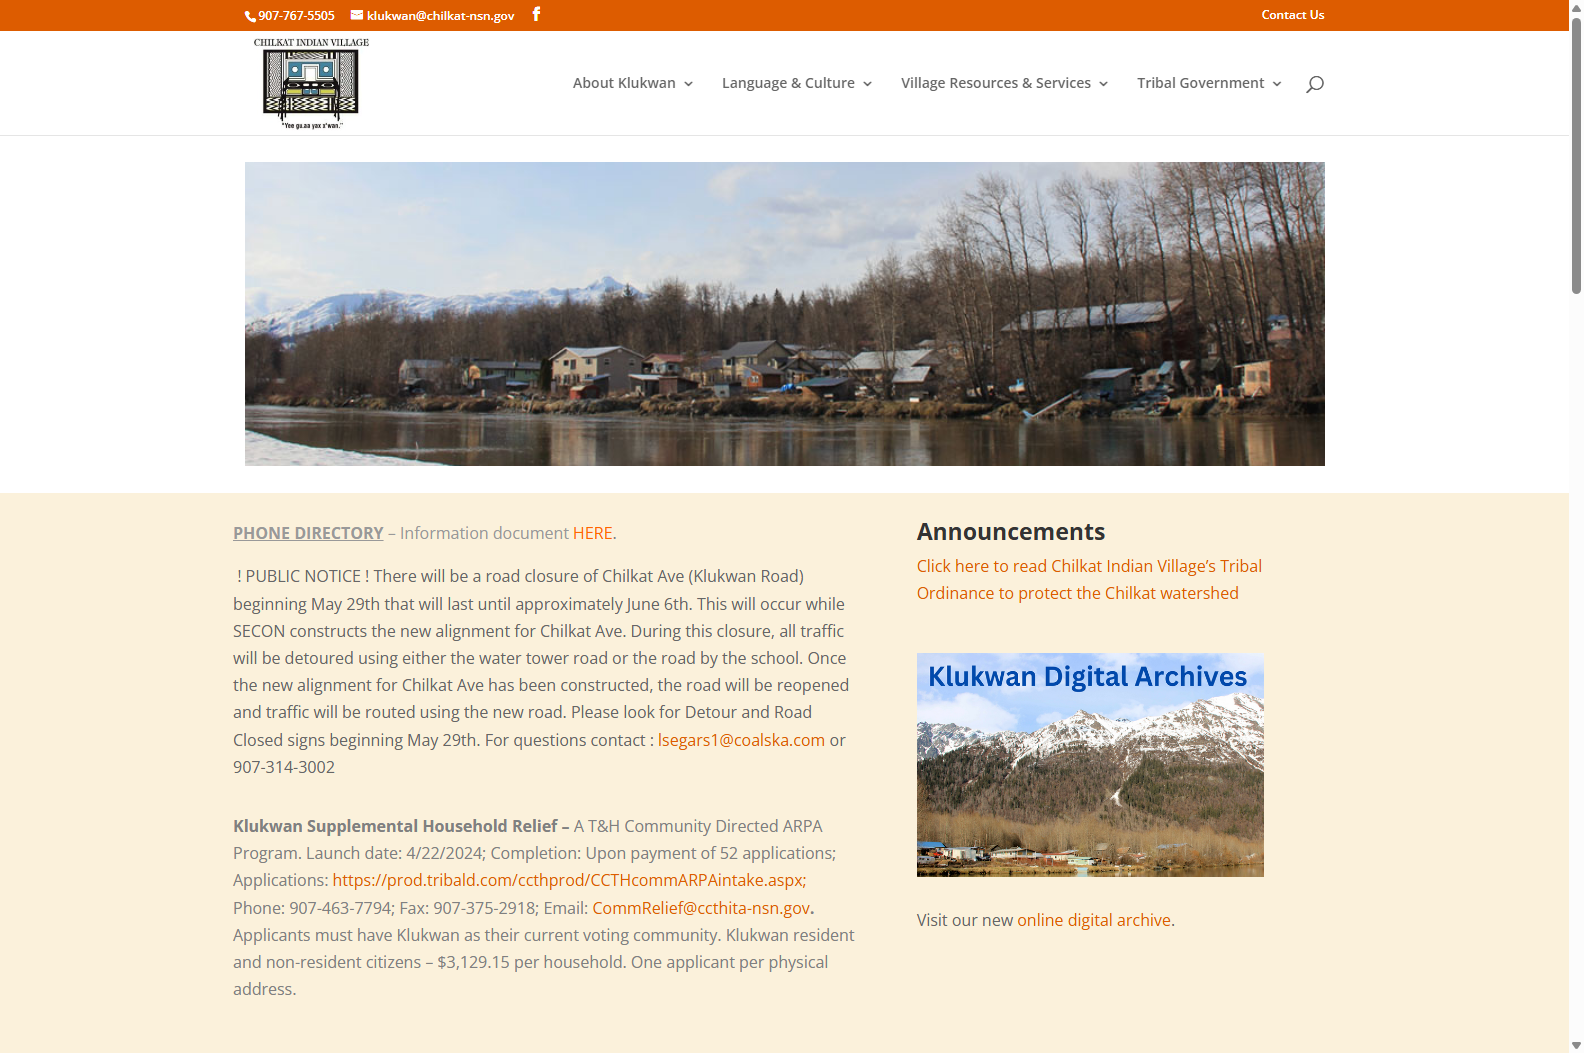 907-767-5505 klukwan@chilkat-nsn.gov
Contact Us
CHILKAT INDIAN VILLAGE
"Yee gu.aa yax x'wan."
About Klukwan
Language & Culture
Village Resources & Services
Tribal Government
PHONE DIRECTORY – Information document HERE.
! PUBLIC NOTICE ! There will be a road closure of Chilkat Ave (Klukwan Road)
beginning May 29th that will last until approximately June 6th. This will occur while
SECON constructs the new alignment for Chilkat Ave. During this closure, all traffic
will be detoured using either the water tower road or the road by the school. Once
the new alignment for Chilkat Ave has been constructed, the road will be reopened
and traffic will be routed using the new road. Please look for Detour and Road
Closed signs beginning May 29th. For questions contact : lsegars1@coalska.com or
907-314-3002
Klukwan Supplemental Household Relief – A T&H Community Directed ARPA
Program. Launch date: 4/22/2024; Completion: Upon payment of 52 applications;
Applications: https://prod.tribald.com/ccthprod/CCTHcommARPAintake.aspx;
Phone: 907-463-7794; Fax: 907-375-2918; Email: CommRelief@ccthita-nsn.gov.
Applicants must have Klukwan as their current voting community. Klukwan resident
and non-resident citizens – $3,129.15 per household. One applicant per physical
address.
Announcements
Click here to read Chilkat Indian Village’s Tribal
Ordinance to protect the Chilkat watershed
Klukwan Digital Archives
Visit our new online digital archive.